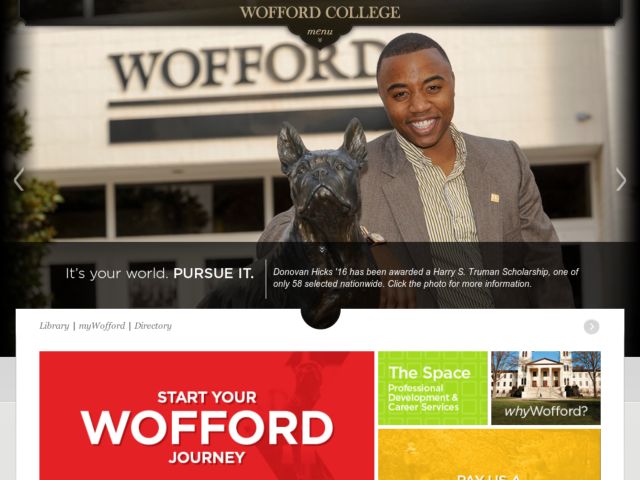 WOFFORD COLLEGE
menu
WOFFORD
It's your world. PURSUE IT.
Donovan Hicks '16 has been awarded a Harry S. Truman Scholarship, one of
only 58 selected nationwide. Click the photo for more information.
Library | myWofford | Directory
START YOUR
WOFFORD
JOURNEY
The Space
Professional
Development &
Career Services
whyWofford?
PAY US A